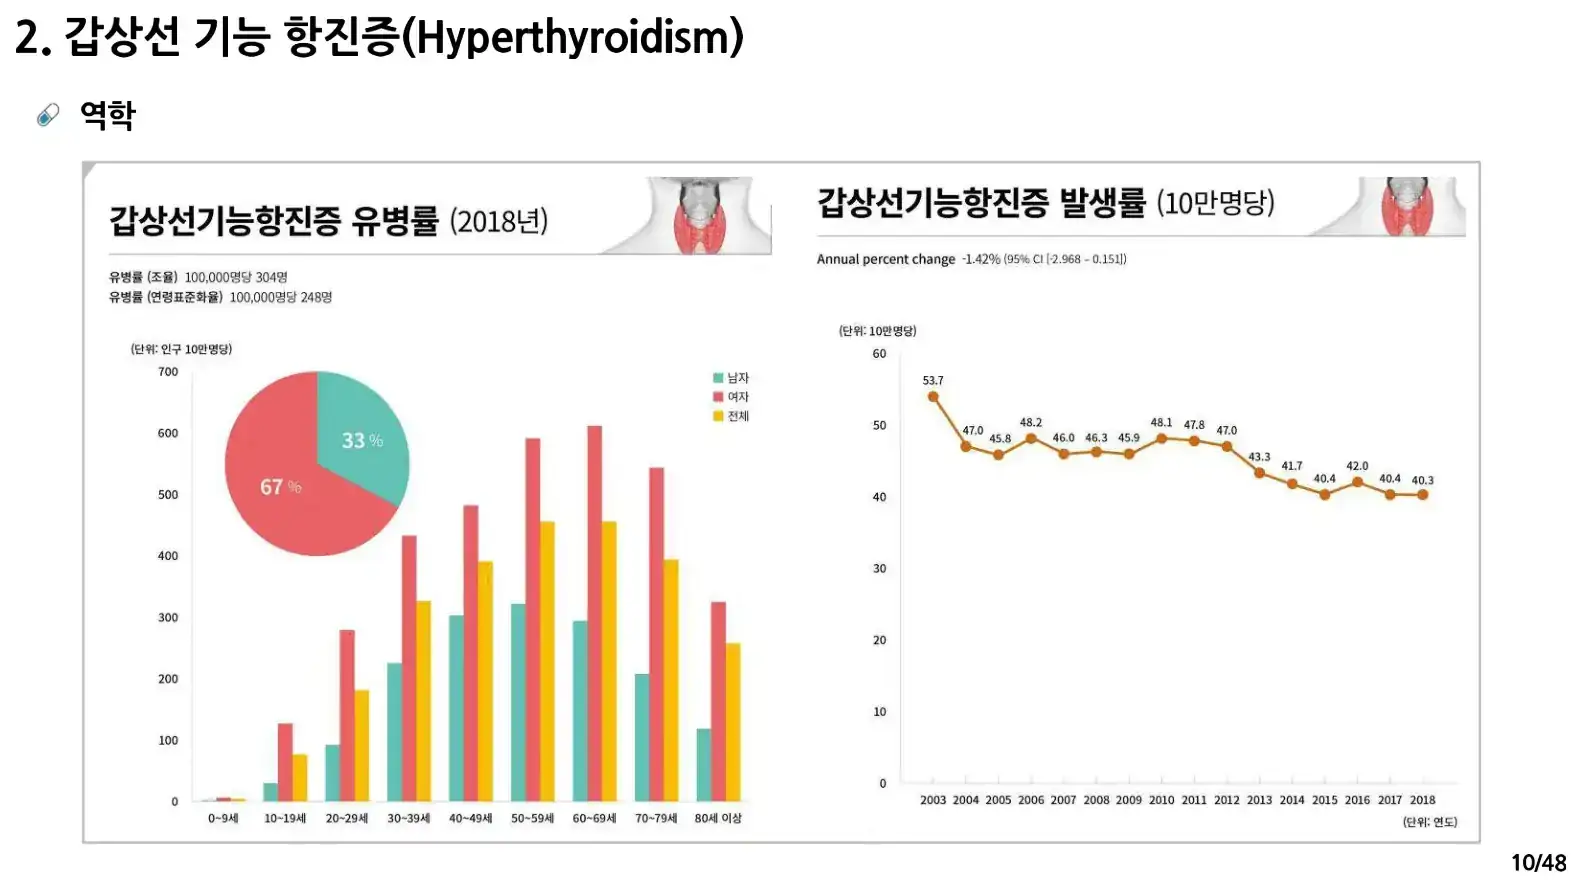 2. 갑상선 기능 항진증(Hyperthyroidism)
역학
갑상선기능항진증 유병률 (2018년)
유병률 (조율) 100,000명당 304명
유병률 (연령표준화율) 100,000명당 248명
(단위: 인구 10만명당)
700
600
500
400
300
200
100
0
33 %
67 %
남자
여자
전체
0~9세 10~19세 20~29세 30~39세 40~49세 50~59세 60~69세 70~79세 80세 이상
갑상선기능항진증 발생률 (10만명당)
Annual percent change -1.42% (95% CI [-2.968 – 0.151])
(단위: 10만명당)
60
50
40
30
20
10
0
53.7 47.0 45.8 48.2 46.0 46.3 45.9 48.1 47.8 47.0 43.3 41.7 40.4 42.0 40.4 40.3
2003 2004 2005 2006 2007 2008 2009 2010 2011 2012 2013 2014 2015 2016 2017 2018
(단위: 연도)
10/48